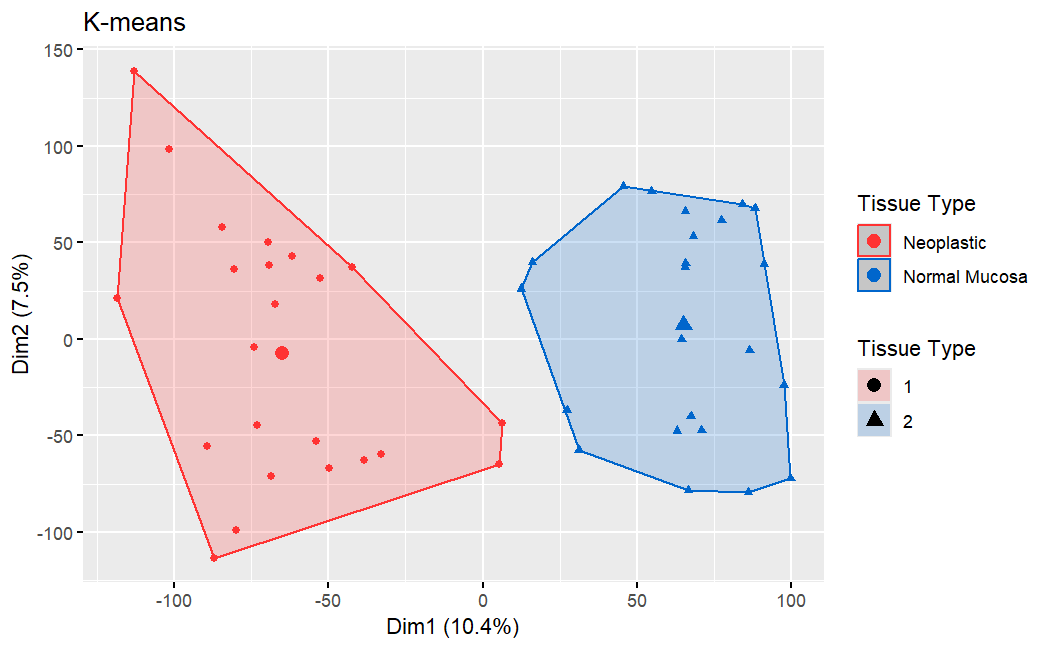 K-means
150
100
50
0
-50
-100
-100
-50
0
50
100
Dim1 (10.4%)
Dim2 (7.5%)
Tissue Type
Neoplastic
Normal Mucosa
Tissue Type
1
2